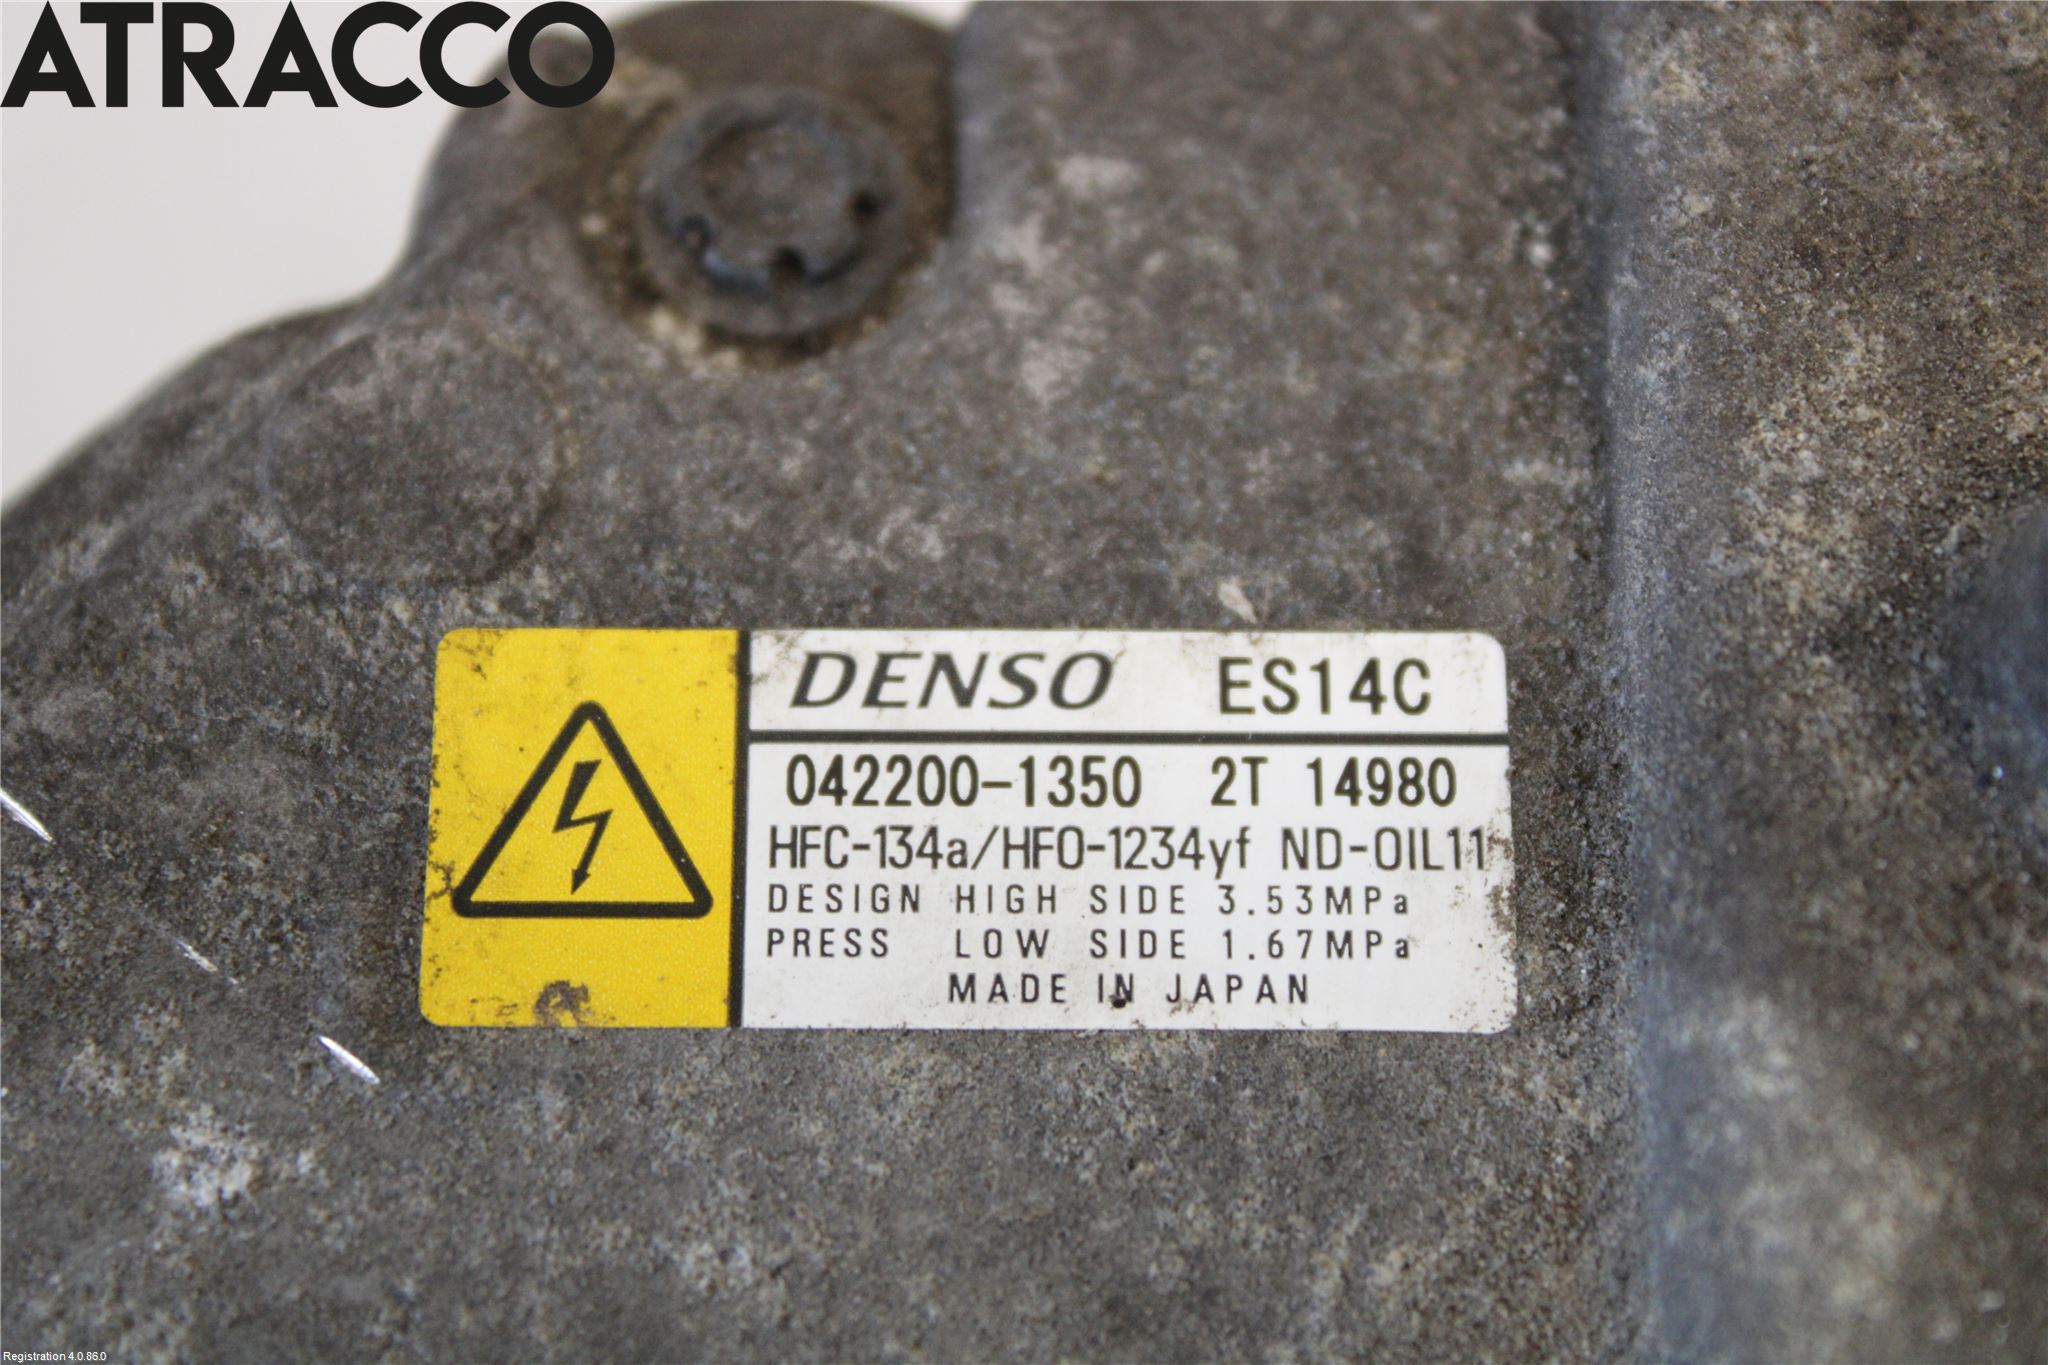 ATRACCO
DENSO ES14C
042200-1350 2T 14980
HFC-134a/HFO-1234yf ND-OIL11
DESIGN HIGH SIDE 3.53MPa
PRESS LOW SIDE 1.67MPa
MADE IN JAPAN
Registration 4.0.86.0